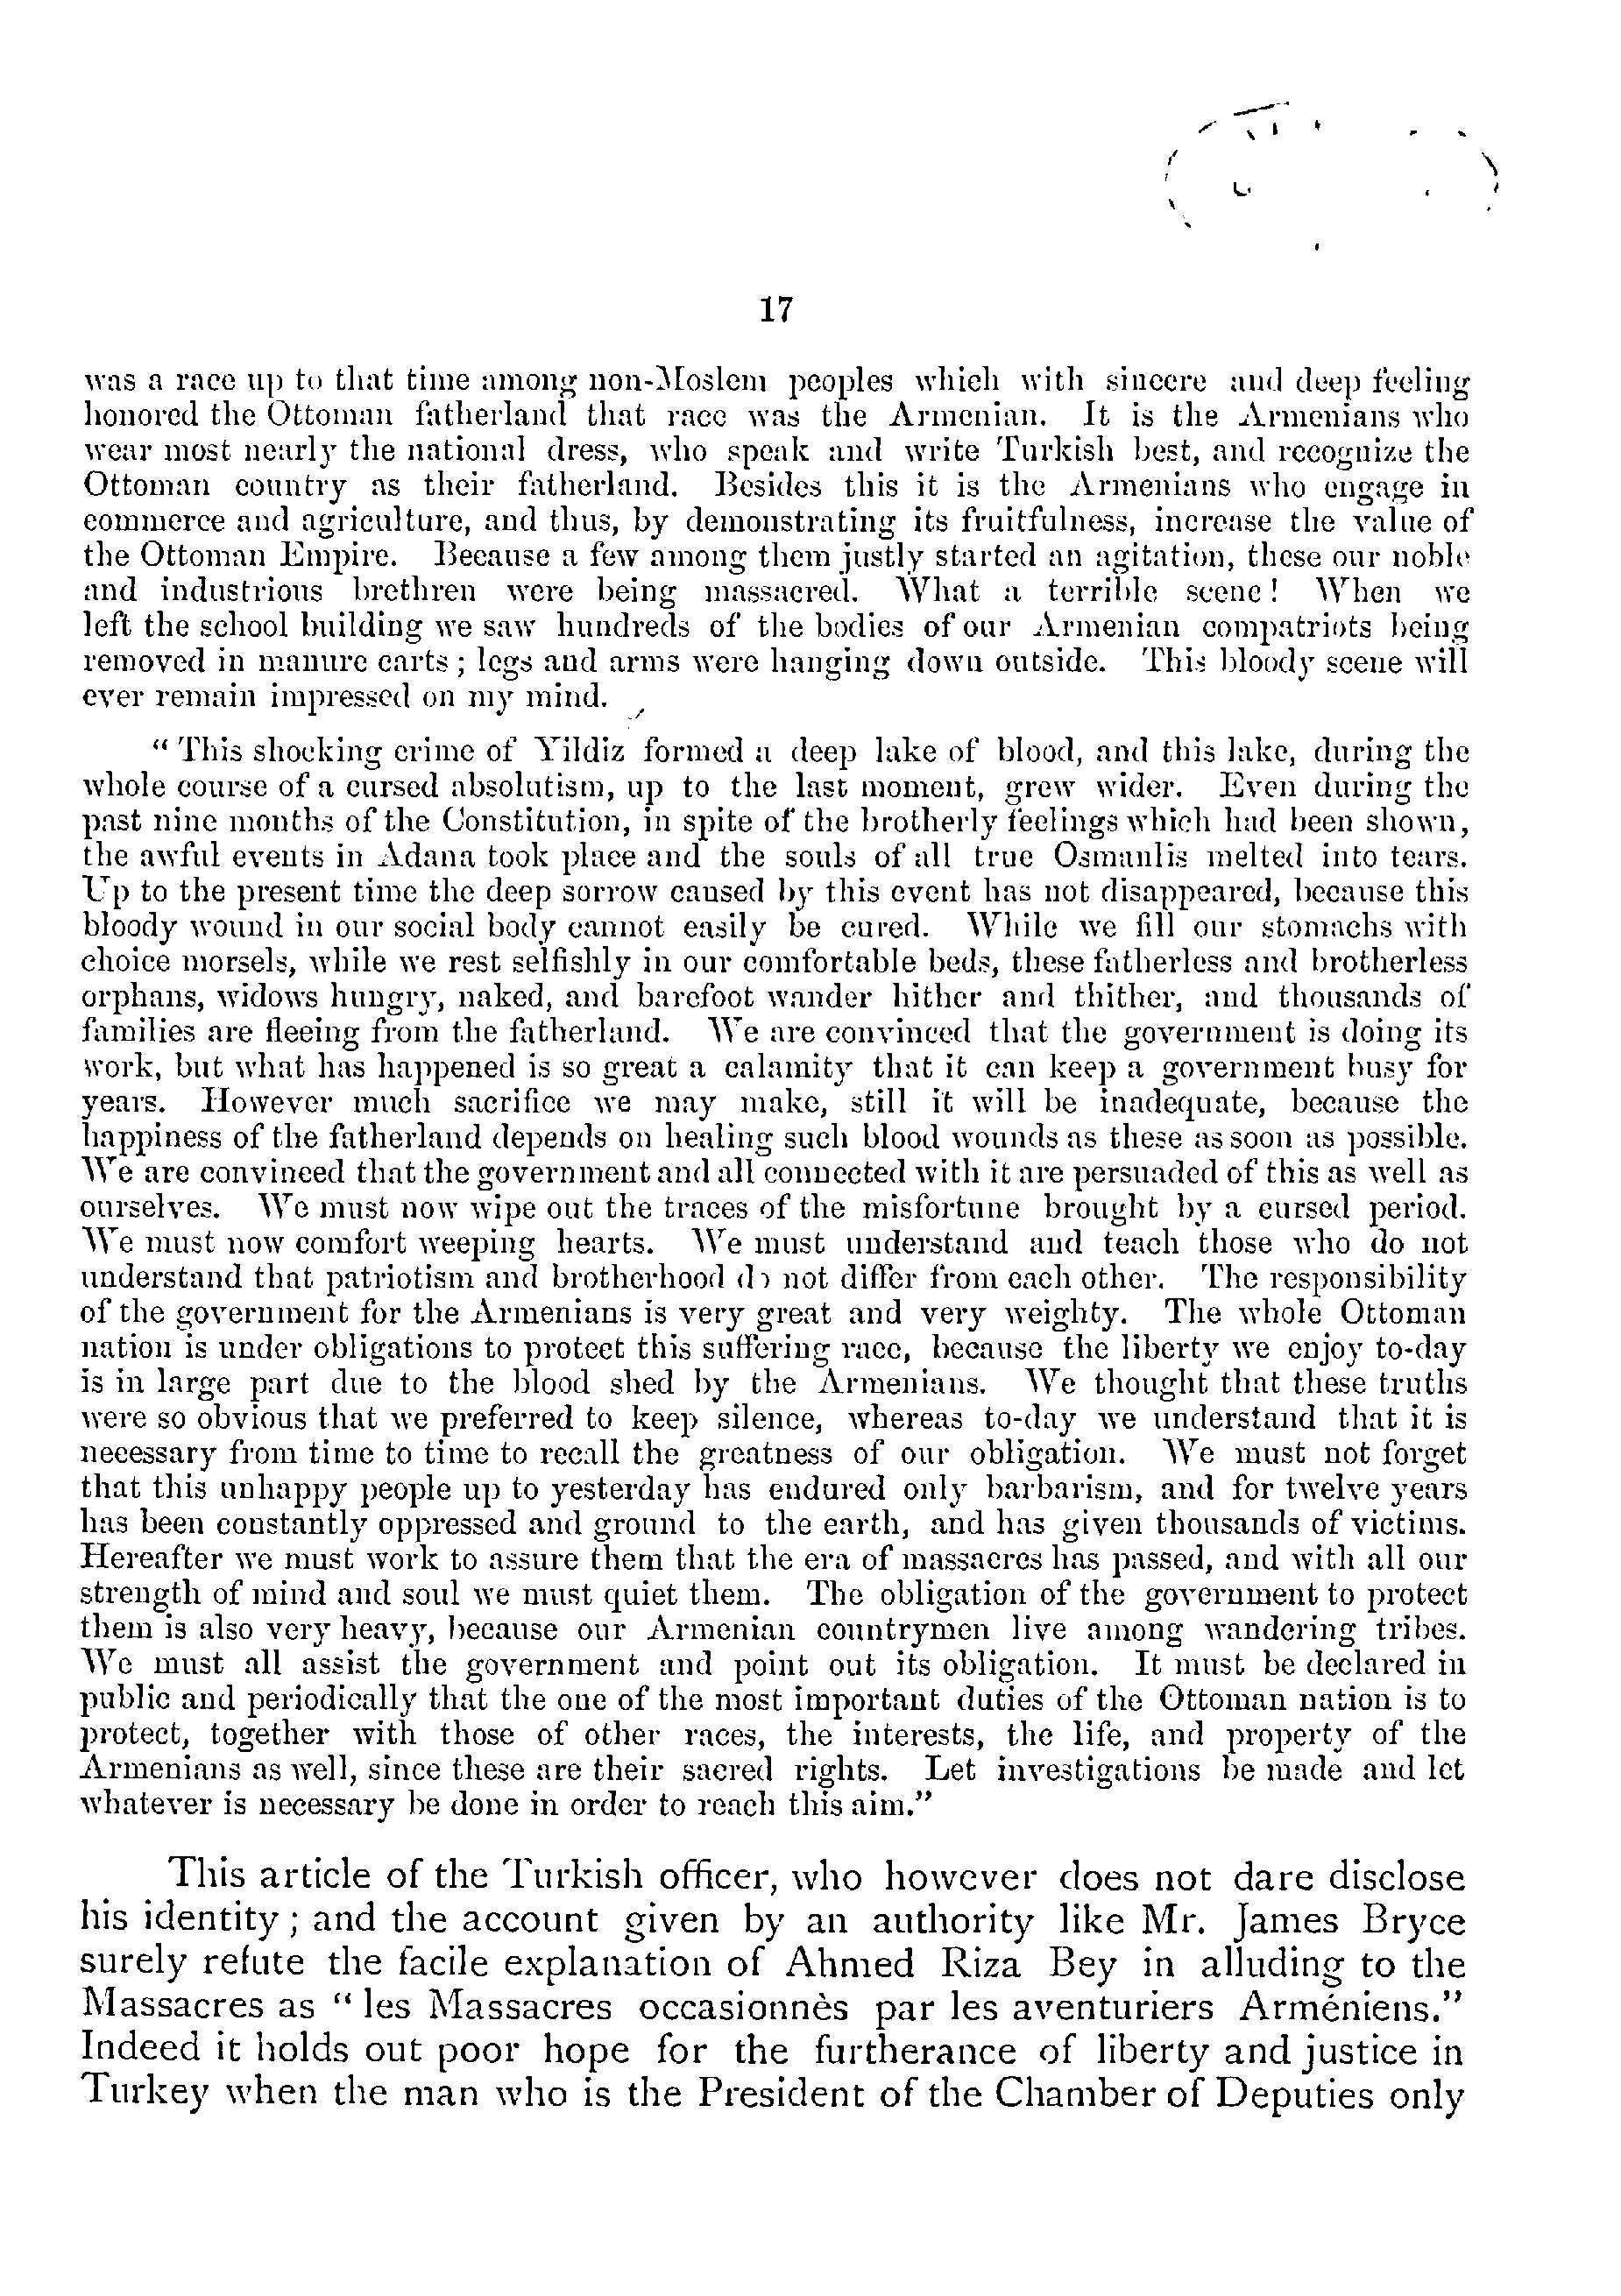 17
was a race up to that time among non-Moslem peoples which with sincere and deep feeling
honored the Ottoman fatherland that race was the Armenian. It is the Armenians who
wear most nearly the national dress, who speak and write Turkish best, and recognize the
Ottoman country as their fatherland. Besides this it is the Armenians who engage in
commerce and agriculture, and thus, by demonstrating its fruitfulness, increase the value of
the Ottoman Empire. Because a few among them justly started an agitation, these our noble
and industrious brethren were being massacred. What a terrible scene! When we
left the school building we saw hundreds of the bodies of our Armenian compatriots being
removed in manure carts; legs and arms were hanging down outside. This bloody scene will
ever remain impressed on my mind.
“ This shocking crime of Yildiz formed a deep lake of blood, and this lake, during the
whole course of a cursed absolutism, up to the last moment, grew wider. Even during the
past nine months of the Constitution, in spite of the brotherly feelings which had been shown,
the awful events in Adana took place and the souls of all true Osmanlis melted into tears.
Up to the present time the deep sorrow caused by this event has not disappeared, because this
bloody wound in our social body cannot easily be cured. While we fill our stomachs with
choice morsels, while we rest selfishly in our comfortable beds, these fatherless and brotherless
orphans, widows hungry, naked, and barefoot wander hither and thither, and thousands of
families are fleeing from the fatherland. We are convinced that the government is doing its
work, but what has happened is so great a calamity that it can keep a government busy for
years. However much sacrifice we may make, still it will be inadequate, because the
happiness of the fatherland depends on healing such blood wounds as these as soon as possible.
We are convinced that the government and all connected with it are persuaded of this as well as
ourselves. We must now wipe out the traces of the misfortune brought by a cursed period.
We must now comfort weeping hearts. We must understand and teach those who do not
understand that patriotism and brotherhood do not differ from each other. The responsibility
of the government for the Armenians is very great and very weighty. The whole Ottoman
nation is under obligations to protect this suffering race, because the liberty we enjoy to-day
is in large part due to the blood shed by the Armenians. We thought that these truths
were so obvious that we preferred to keep silence, whereas to-day we understand that it is
necessary from time to time to recall the greatness of our obligation. We must not forget
that this unhappy people up to yesterday has endured only barbarism, and for twelve years
has been constantly oppressed and ground to the earth, and has given thousands of victims.
Hereafter we must work to assure them that the era of massacres has passed, and with all our
strength of mind and soul we must quiet them. The obligation of the government to protect
them is also very heavy, because our Armenian countrymen live among wandering tribes.
We must all assist the government and point out its obligation. It must be declared in
public and periodically that the one of the most important duties of the Ottoman nation is to
protect, together with those of other races, the interests, the life, and property of the
Armenians as well, since these are their sacred rights. Let investigations be made and let
whatever is necessary be done in order to reach this aim.”
This article of the Turkish officer, who however does not dare disclose
his identity; and the account given by an authority like Mr. James Bryce
surely refute the facile explanation of Ahmed Riza Bey in alluding to the
Massacres as “ les Massacres occasionnès par les aventuriers Arméniens.”
Indeed it holds out poor hope for the furtherance of liberty and justice in
Turkey when the man who is the President of the Chamber of Deputies only